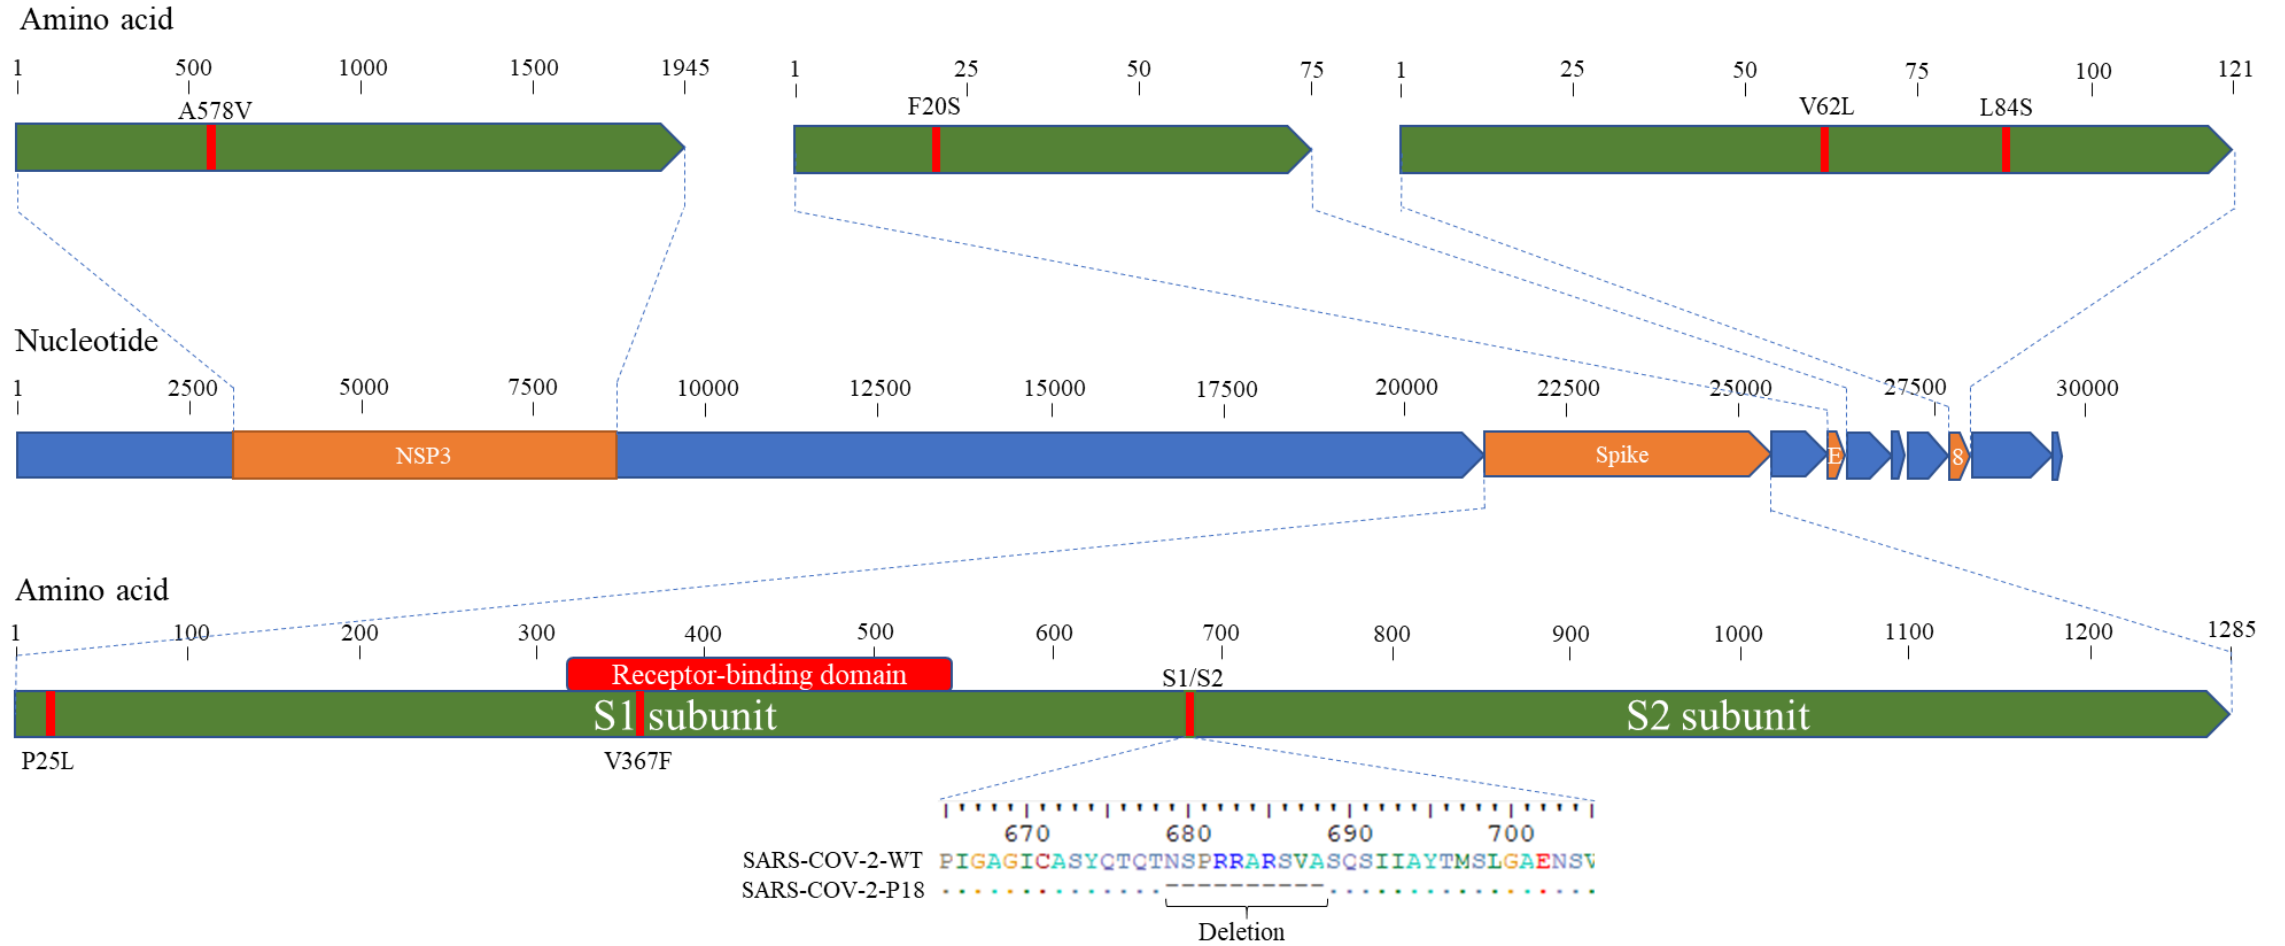 Amino acid
1 500 1000 1500 1945 1 25 50 75 1 25 50 75 100 121
A578V F20S V62L L84S
Nucleotide
1 2500 5000 7500 10000 12500 15000 17500 20000 22500 25000 27500 30000
NSP3 Spike E 8
Amino acid
1 100 200 300 400 500 600 700 800 900 1000 1100 1200 1285
Receptor-binding domain S1/S2
S1 subunit S2 subunit
P25L V367F
670 680 690 700
SARS-COV-2-WT PIGAGICASYQTQTNSPRRARSVASQSIIAYTMSLGAENSV
SARS-COV-2-P18 ..............----------.................
Deletion